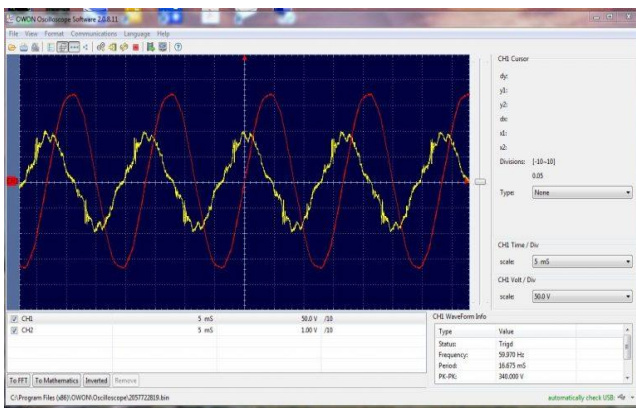 OWON Oscilloscope Software 2.0.8.11
File View Format Communications Language Help
CH1 Cursor
dy:
y1:
y2:
dx:
x1:
x2:
Divisions: [-10~10]
0.05
Type: None
CH1 Time / Div
scale 5 mS
CH1 Volt / Div
scale 50.0 V
CH1 5 mS 50.0 V /10
CH2 5 mS 1.00 V /10
To FFT To Mathematics Inverted Remove
CH1 WaveForm Info
Type Value
Status: Trigd
Frequency: 59.970 Hz
Period: 16.675 mS
PK-PK: 340.000 V
C:\Program Files (x86)\OWON\Oscilloscope\2057722819.bin
automatically check USB: